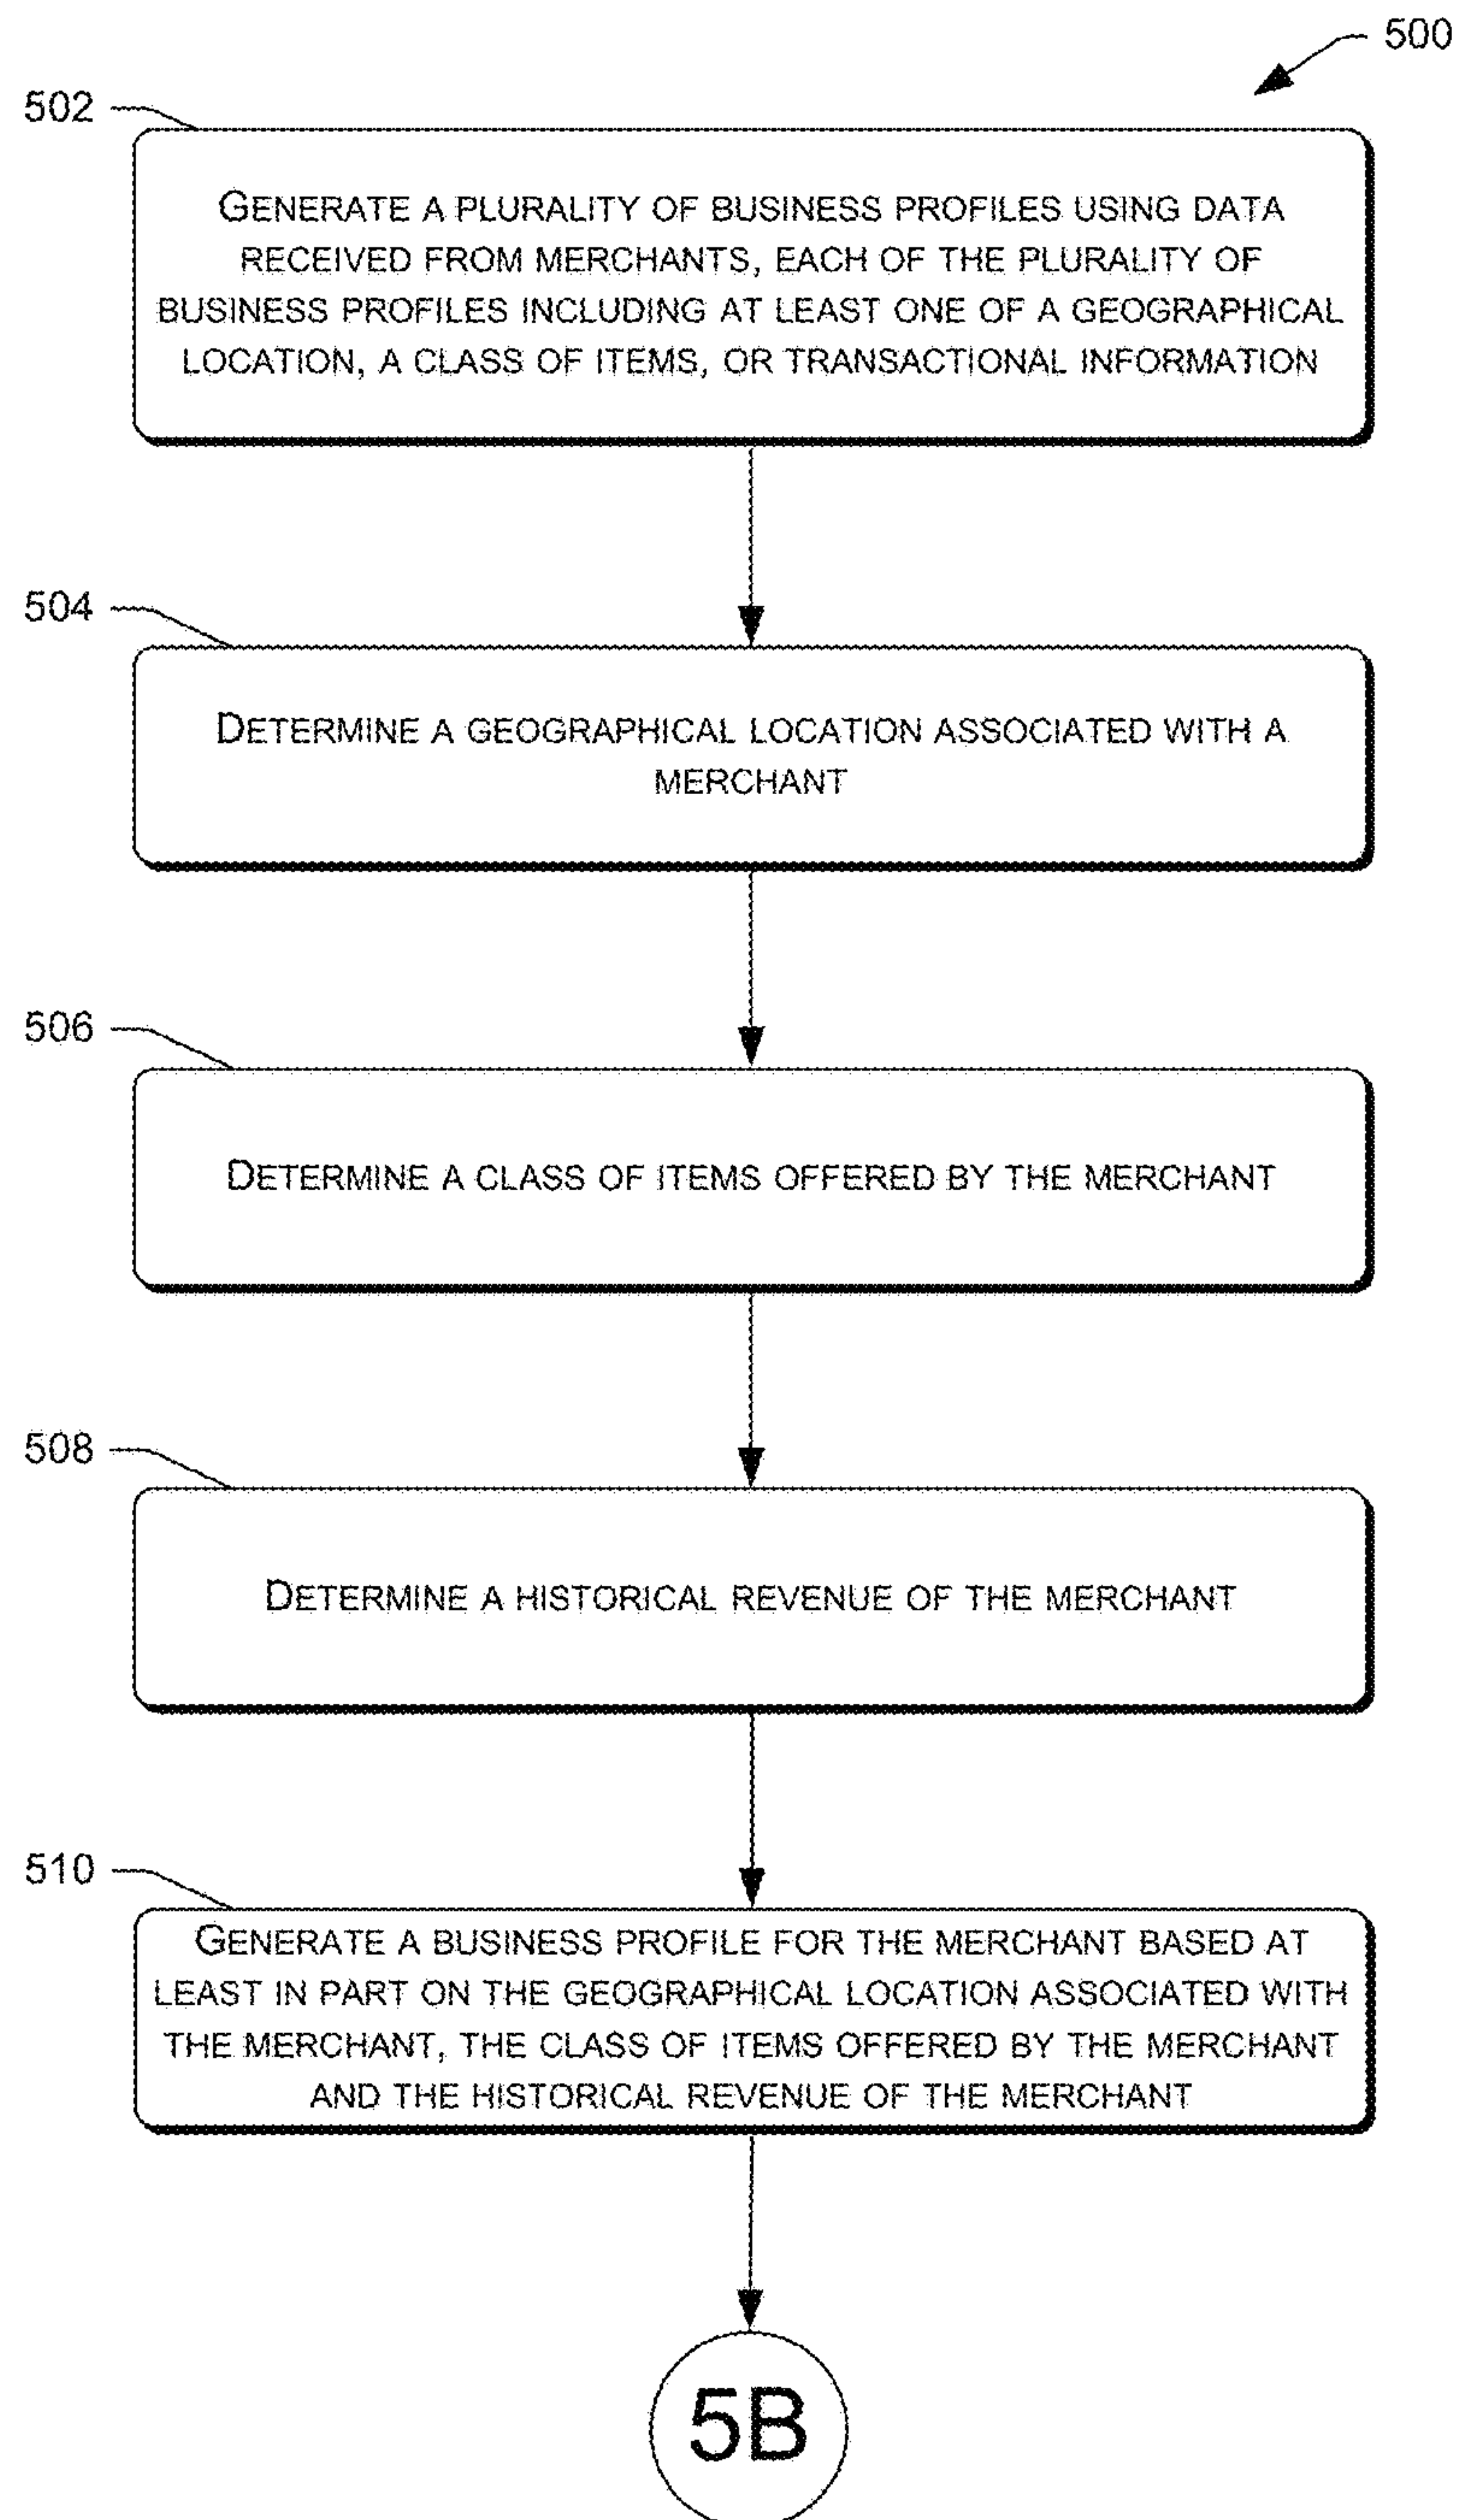 500
502
GENERATE A PLURALITY OF BUSINESS PROFILES USING DATA
RECEIVED FROM MERCHANTS, EACH OF THE PLURALITY OF
BUSINESS PROFILES INCLUDING AT LEAST ONE OF A GEOGRAPHICAL
LOCATION, A CLASS OF ITEMS, OR TRANSACTIONAL INFORMATION
504
DETERMINE A GEOGRAPHICAL LOCATION ASSOCIATED WITH A
MERCHANT
506
DETERMINE A CLASS OF ITEMS OFFERED BY THE MERCHANT
508
DETERMINE A HISTORICAL REVENUE OF THE MERCHANT
510
GENERATE A BUSINESS PROFILE FOR THE MERCHANT BASED AT
LEAST IN PART ON THE GEOGRAPHICAL LOCATION ASSOCIATED WITH
THE MERCHANT, THE CLASS OF ITEMS OFFERED BY THE MERCHANT
AND THE HISTORICAL REVENUE OF THE MERCHANT
5B